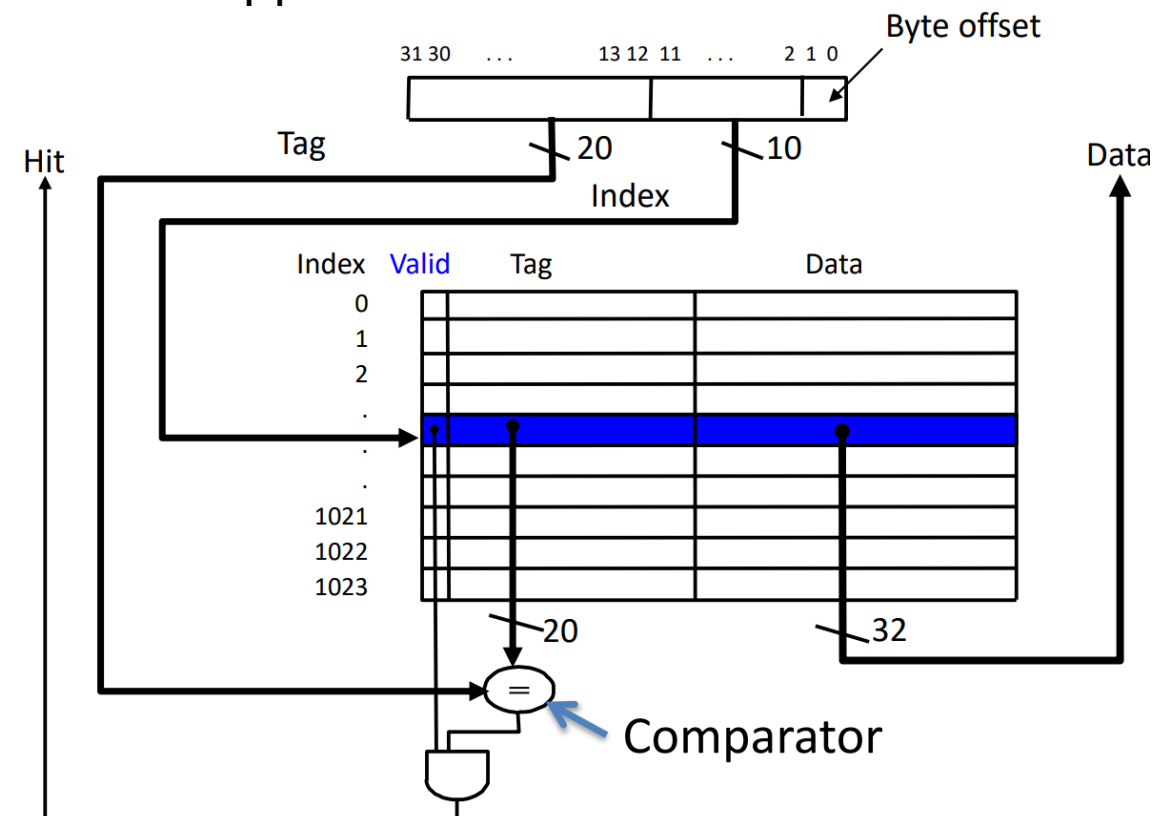 Byte offset
31 30 . . . 13 12 11 . . . 2 1 0
Tag 20 10
Hit Data
Index
Index Valid Tag Data
0
1
2
.
.
.
1021
1022
1023
20 32
=
Comparator